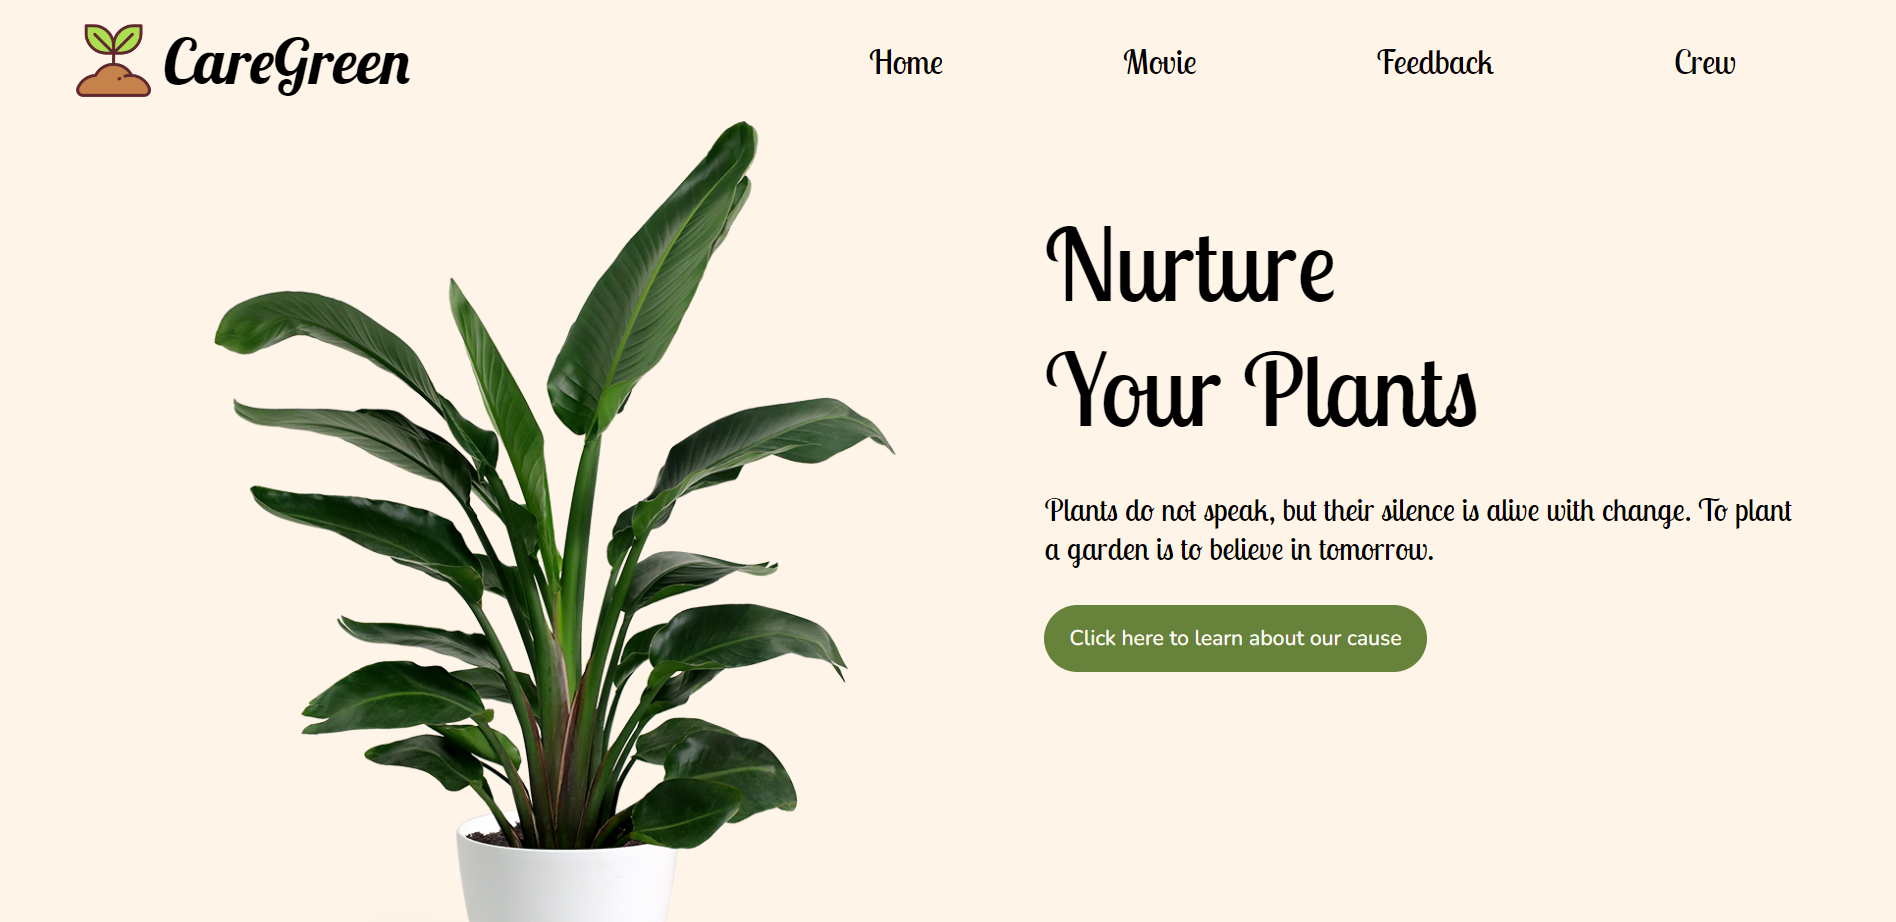 CareGreen
Home
Movie
Feedback
Crew
Nurture
Your Plants
Plants do not speak, but their silence is alive with change. To plant
a garden is to believe in tomorrow.
Click here to learn about our cause